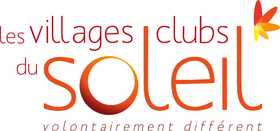 les villages clubs
du soleil
volontairement différent